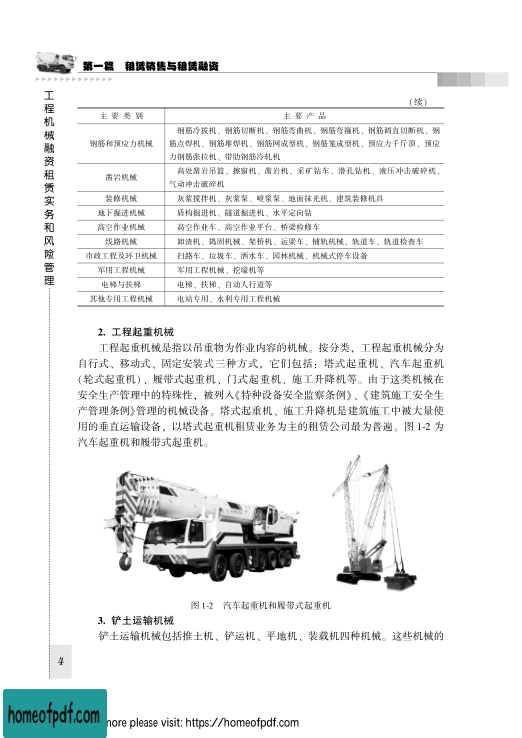 第一篇 租赁销售与租赁融资
工程机械融资租赁实务和风险管理
(续)
主 要 类 别 主 要 产 品
钢筋和预应力机械 钢筋冷拔机、钢筋切断机、钢筋弯曲机、钢筋弯箍机、钢筋调直切断机、钢
筋点焊机、钢筋堆焊机、钢筋网成型机、钢筋笼成型机、预应力千斤顶、预应
力钢筋张拉机、带肋钢筋冷轧机
凿岩机械 高处凿岩吊篮、擦窗机、凿岩机、采矿钻车、潜孔钻机、液压冲击破碎机、
气动冲击破碎机
装修机械 灰浆搅拌机、灰浆泵、喷浆泵、地面抹光机、建筑装修机具
地下掘进机械 盾构掘进机、隧道掘进机、水平定向钻
高空作业机械 高空作业车、高空作业平台、桥梁检修车
线路机械 卸渣机、捣固机械、架桥机、运梁车、铺轨机械、轨道车、轨道检查车
市政工程及环卫机械 扫路车、垃圾车、洒水车、园林机械、机械式停车设备
军用工程机械 军用工程机械、挖壕机等
电梯与扶梯 电梯、扶梯、自动人行道等
其他专用工程机械 电站专用、水利专用工程机械
2. 工程起重机械
工程起重机械是指以吊重物为作业内容的机械。按分类，工程起重机械分为
自行式、移动式、固定安装式三种方式，它们包括：塔式起重机、汽车起重机
(轮式起重机)、履带式起重机、门式起重机、施工升降机等。由于这类机械在
安全生产管理中的特殊性，被列入《特种设备安全监察条例》、《建筑施工安全生
产管理条例》管理的机械设备。塔式起重机、施工升降机是建筑施工中被大量使
用的垂直运输设备，以塔式起重机租赁业务为主的租赁公司最为普遍。图 1-2 为
汽车起重机和履带式起重机。
图 1-2 汽车起重机和履带式起重机
3. 铲土运输机械
铲土运输机械包括推土机、铲运机、平地机、装载机四种机械。这些机械的
4
homeofpdf.com
more please visit: https://homeofpdf.com